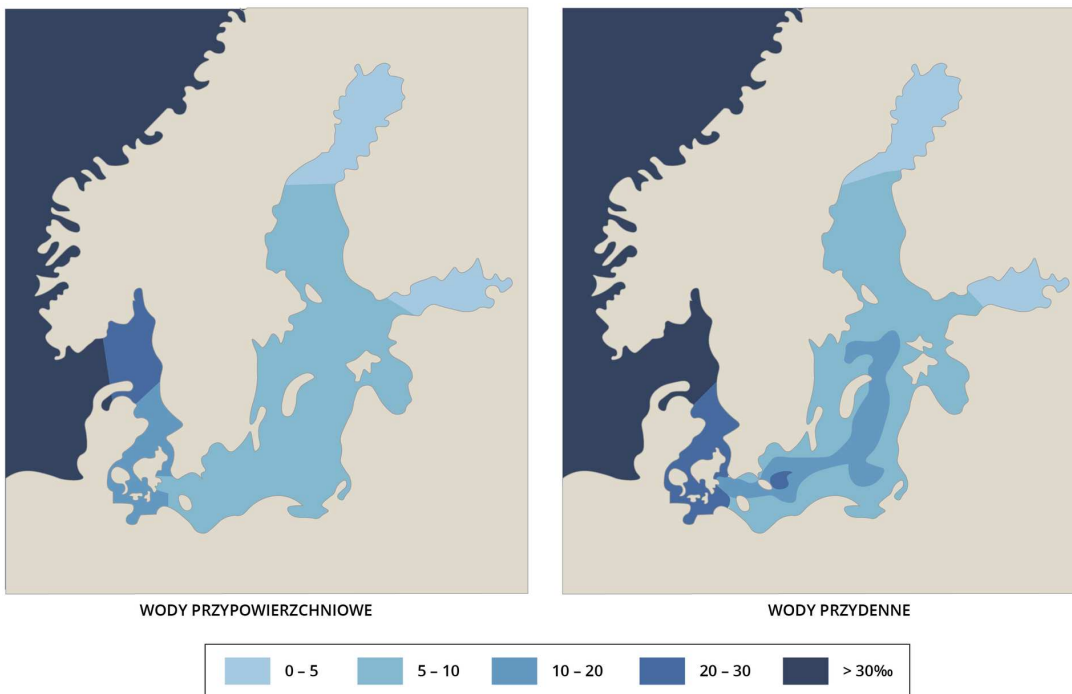 WODY PRZYPOWIERZCHNIOWE
WODY PRZYDENNE
0 – 5
5 – 10
10 – 20
20 – 30
> 30‰